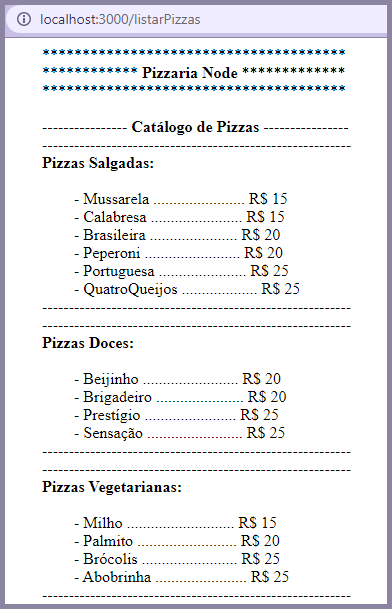 localhost:3000/listarPizzas
**************************************
************ Pizzaria Node *************
**************************************
---------------- Catálogo de Pizzas ----------------
----------------------------------------------------------
Pizzas Salgadas:
- Mussarela ........................ R$ 15
- Calabresa ........................ R$ 15
- Brasileira ....................... R$ 20
- Peperoni ......................... R$ 20
- Portuguesa ....................... R$ 25
- QuatroQueijos .................... R$ 25
----------------------------------------------------------
----------------------------------------------------------
Pizzas Doces:
- Beijinho ......................... R$ 20
- Brigadeiro ....................... R$ 20
- Prestígio ........................ R$ 25
- Sensação ......................... R$ 25
----------------------------------------------------------
----------------------------------------------------------
Pizzas Vegetarianas:
- Milho ............................ R$ 15
- Palmito .......................... R$ 20
- Brócolis ......................... R$ 25
- Abobrinha ........................ R$ 25
----------------------------------------------------------